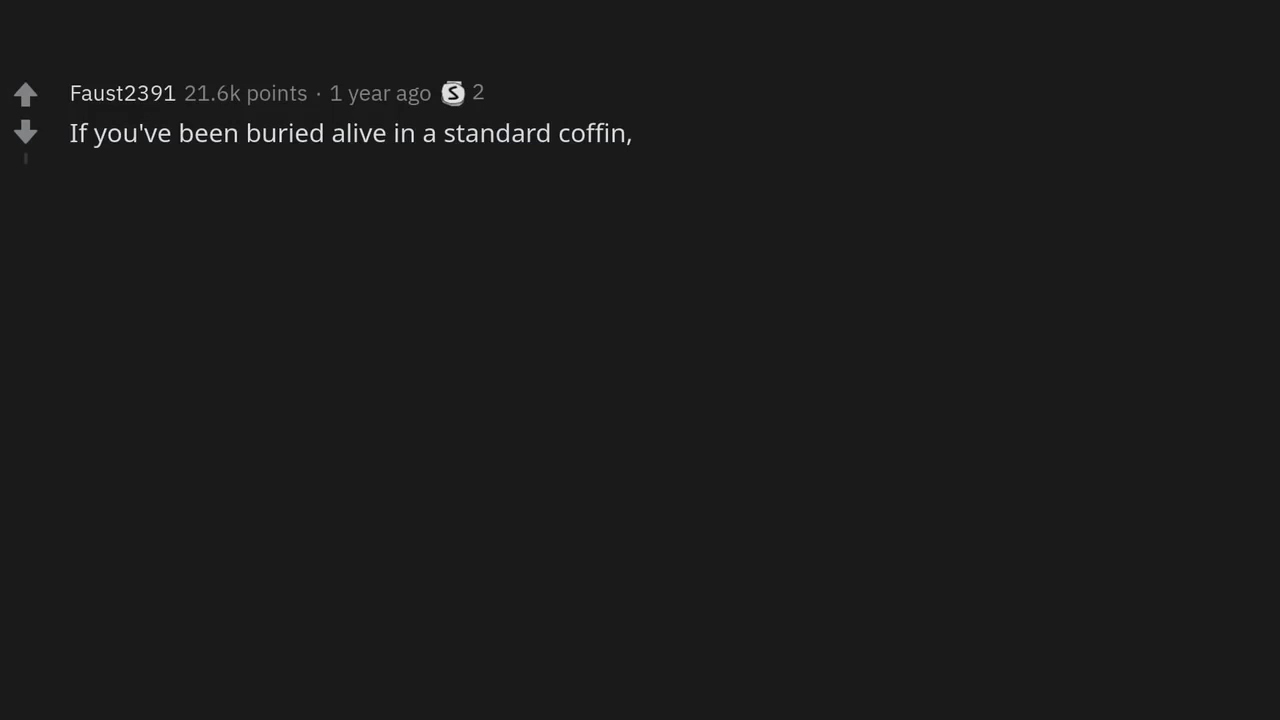 Faust2391 21.6k points · 1 year ago S 2
If you've been buried alive in a standard coffin,